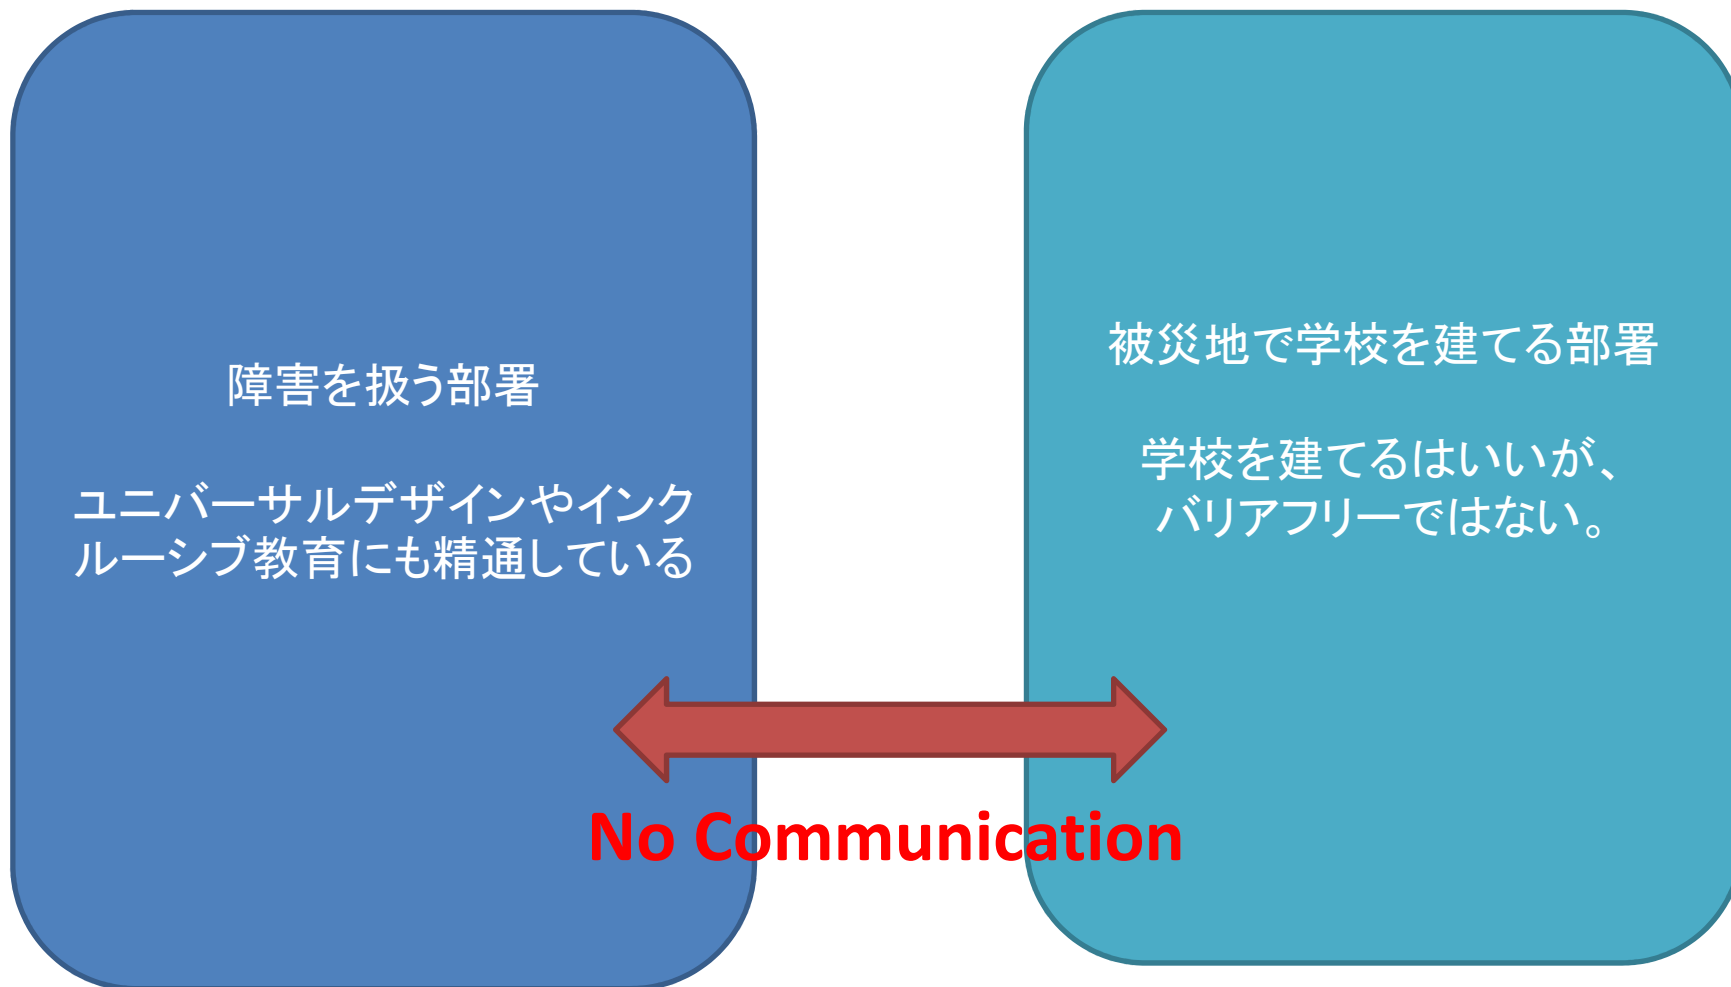 障害を扱う部署
ユニバーサルデザインやインク
ルーシブ教育にも精通している
被災地で学校を建てる部署
学校を建てるはいいが、
バリアフリーではない。
No Communication